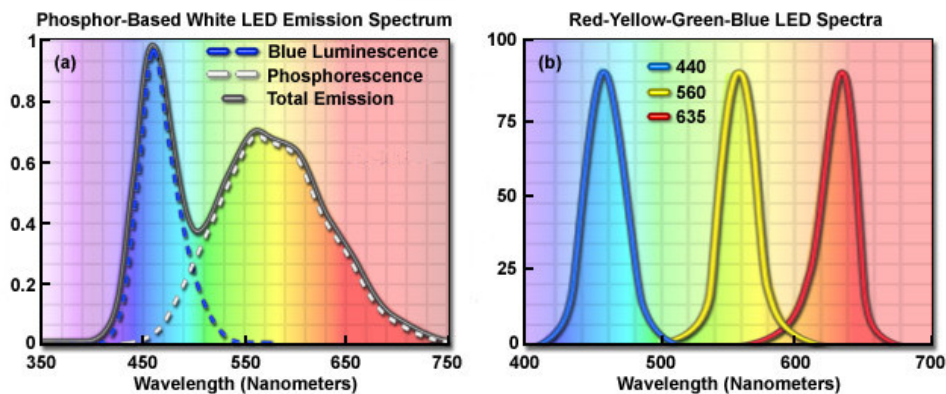 Phosphor-Based White LED Emission Spectrum
(a)
Blue Luminescence
Phosphorescence
Total Emission
1
0.8
0.6
0.4
0.2
0
350 450 550 650 750
Wavelength (Nanometers)
Red-Yellow-Green-Blue LED Spectra
(b)
440
560
635
100
75
50
25
0
400 500 600 700
Wavelength (Nanometers)